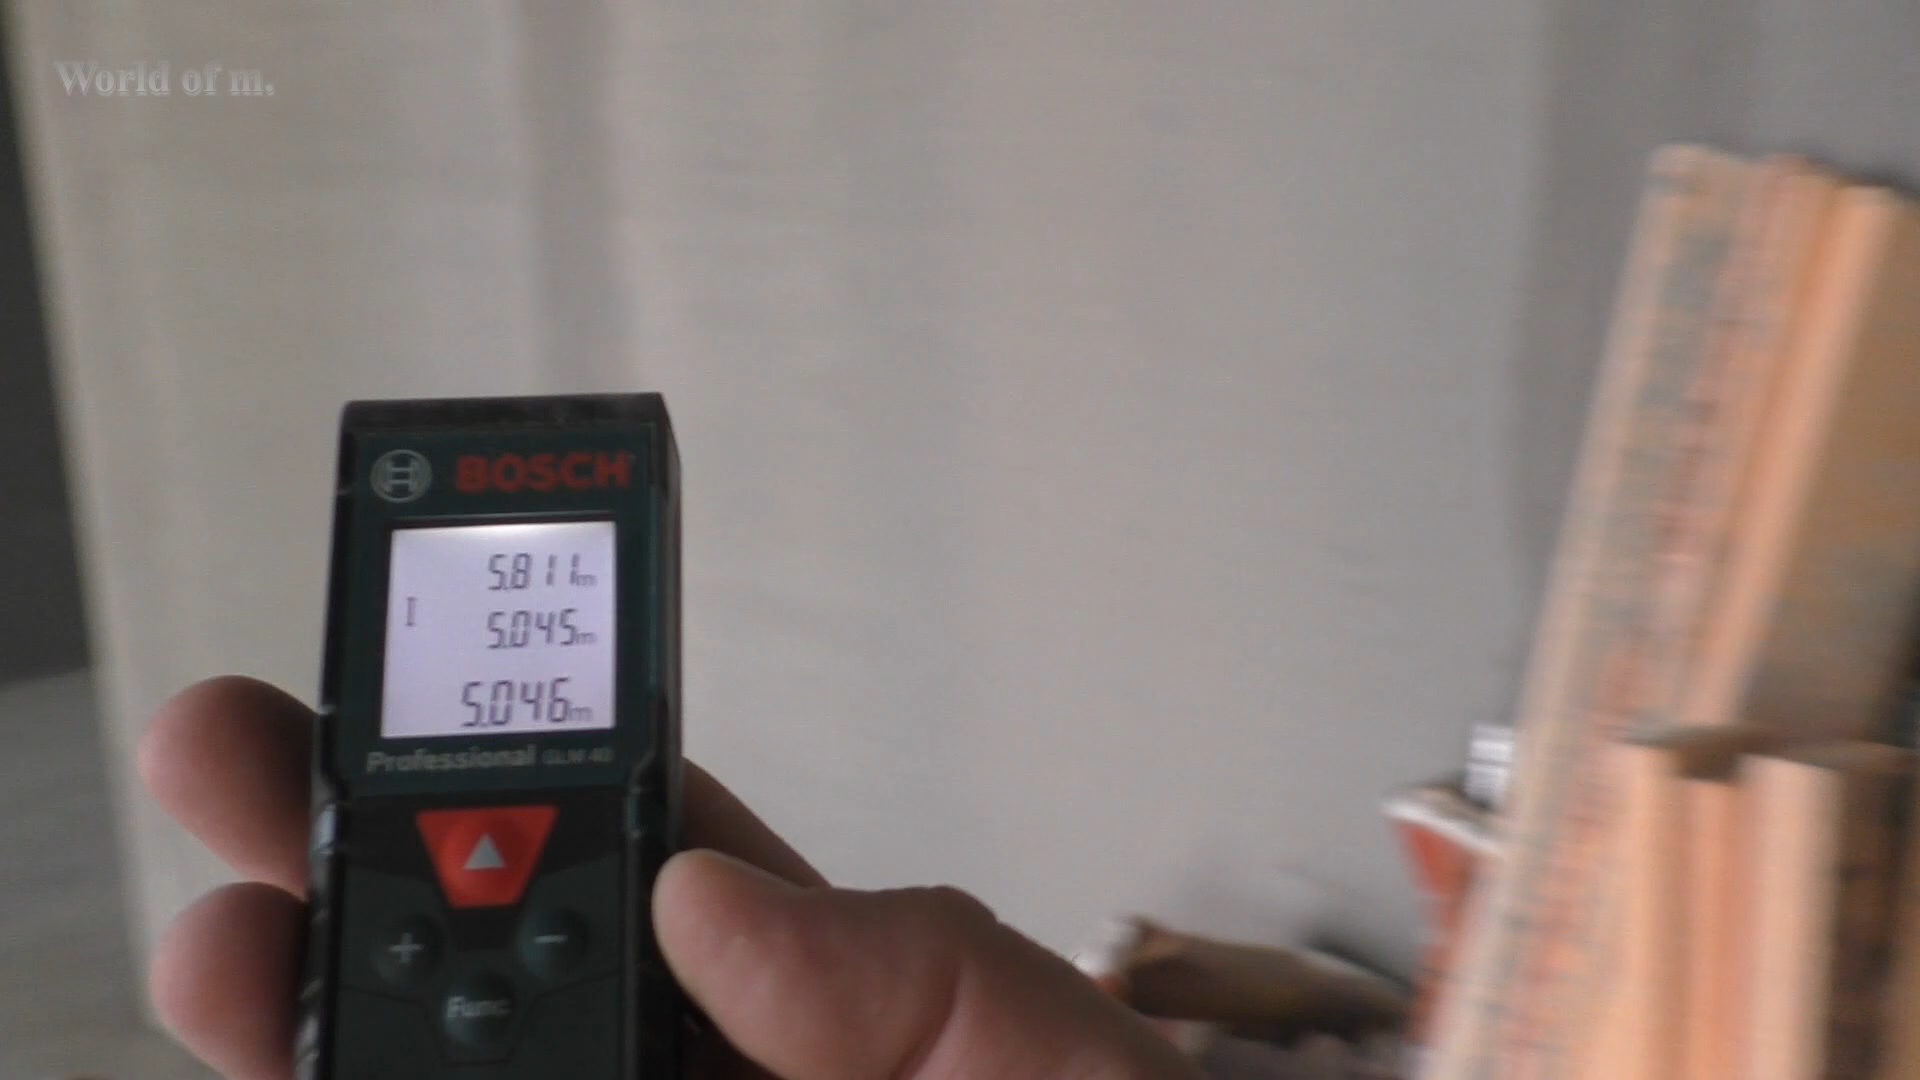 World of m.
BOSCH
5.811m
5.045m
5.046m
Professional GLM 40
+ −
Func